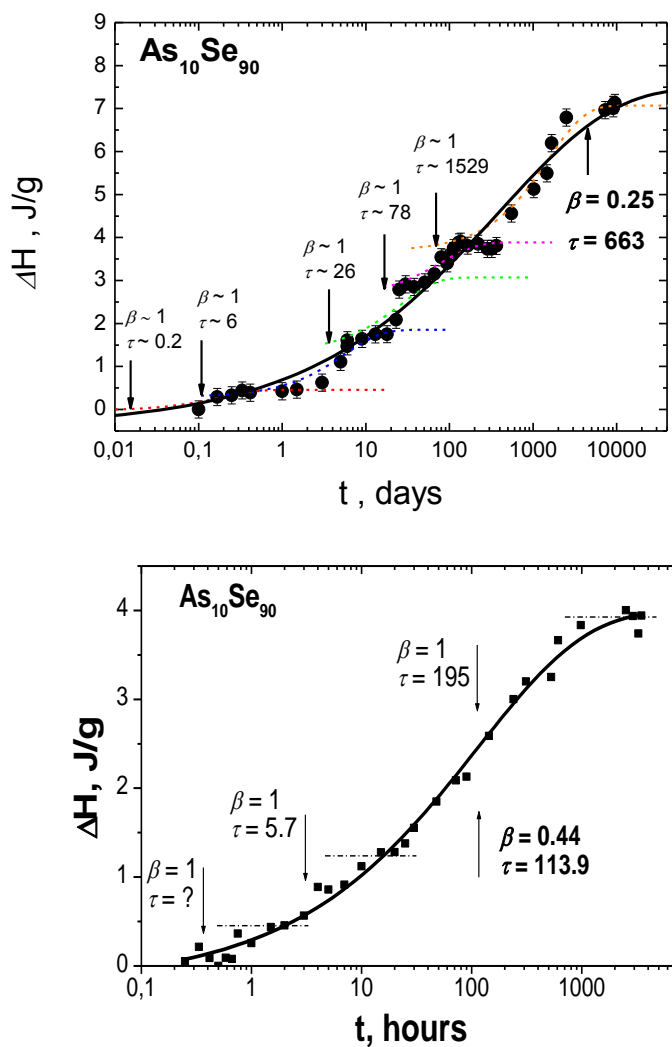 As₁₀Se₉₀
9
8
7
6
5
4
3
2
1
0
ΔH , J/g
β ~ 1
τ ~ 0.2
β ~ 1
τ ~ 6
β ~ 1
τ ~ 26
β ~ 1
τ ~ 78
β ~ 1
τ ~ 1529
β = 0.25
τ = 663
0,01 0,1 1 10 100 1000 10000
t , days
As₁₀Se₉₀
4
3
2
1
0
ΔH, J/g
β = 1
τ = ?
β = 1
τ = 5.7
β = 1
τ = 195
β = 0.44
τ = 113.9
0,1 1 10 100 1000
t, hours